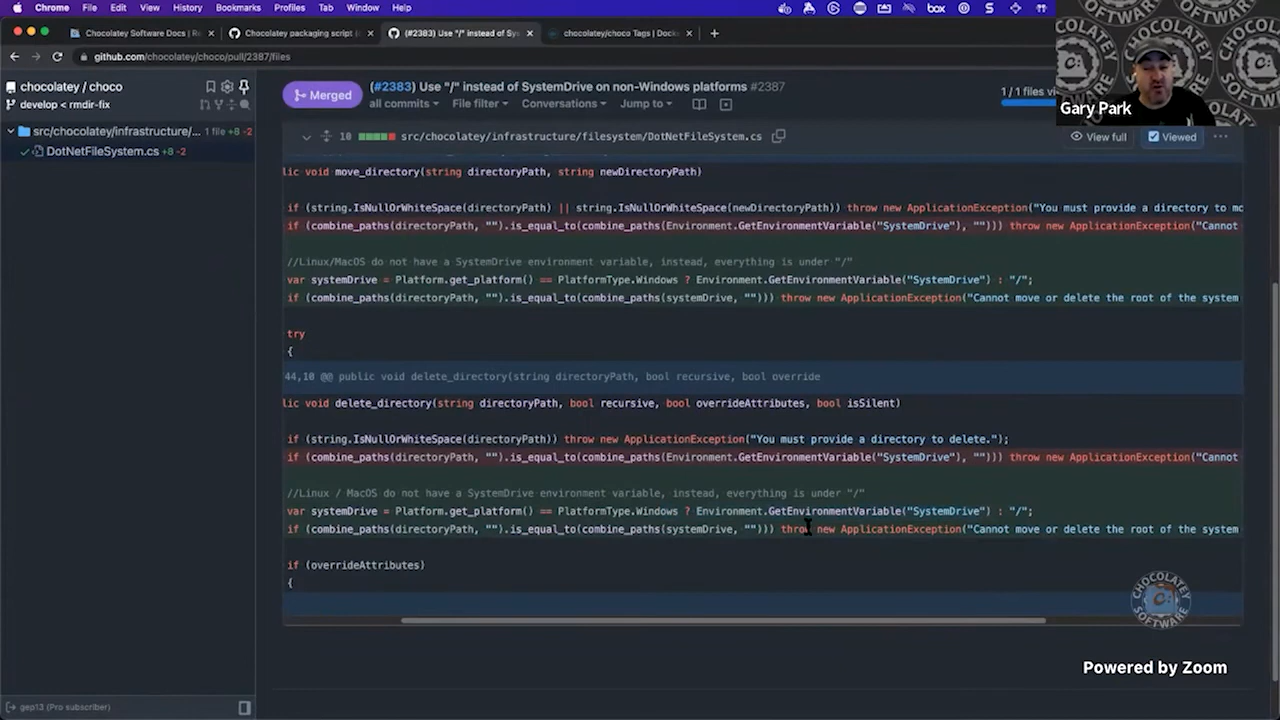 Chrome File Edit View History Bookmarks Profiles Tab Window Help box
Chocolatey Software Docs | R
Chocolatey packaging script (
(#2383) Use "/" instead of Sy
chocolatey/choco Tags | Dock
github.com/chocolatey/choco/pull/2387/files
chocolatey / choco
develop < rmdir-fix
src/chocolatey/infrastructure/... 1 file +8 -2
DotNetFileSystem.cs +8 -2
Merged
(#2383) Use "/" instead of SystemDrive on non-Windows platforms #2387
all commits File filter Conversations Jump to
1 / 1 files vi
10 src/chocolatey/infrastructure/filesystem/DotNetFileSystem.cs
View full Viewed ...
lic void move_directory(string directoryPath, string newDirectoryPath)
if (string.IsNullOrWhiteSpace(directoryPath) || string.IsNullOrWhiteSpace(newDirectoryPath)) throw new ApplicationException("You must provide a directory to mo
if (combine_paths(directoryPath, "").is_equal_to(combine_paths(Environment.GetEnvironmentVariable("SystemDrive"), ""))) throw new ApplicationException("Cannot
//Linux/MacOS do not have a SystemDrive environment variable, instead, everything is under "/"
var systemDrive = Platform.get_platform() == PlatformType.Windows ? Environment.GetEnvironmentVariable("SystemDrive") : "/";
if (combine_paths(directoryPath, "").is_equal_to(combine_paths(systemDrive, ""))) throw new ApplicationException("Cannot move or delete the root of the system
try
{
44,10 @@ public void delete_directory(string directoryPath, bool recursive, bool override
lic void delete_directory(string directoryPath, bool recursive, bool overrideAttributes, bool isSilent)
if (string.IsNullOrWhiteSpace(directoryPath)) throw new ApplicationException("You must provide a directory to delete.");
if (combine_paths(directoryPath, "").is_equal_to(combine_paths(Environment.GetEnvironmentVariable("SystemDrive"), ""))) throw new ApplicationException("Cannot
//Linux / MacOS do not have a SystemDrive environment variable, instead, everything is under "/"
var systemDrive = Platform.get_platform() == PlatformType.Windows ? Environment.GetEnvironmentVariable("SystemDrive") : "/";
if (combine_paths(directoryPath, "").is_equal_to(combine_paths(systemDrive, ""))) throw new ApplicationException("Cannot move or delete the root of the system
if (overrideAttributes)
{
gep13 (Pro subscriber)
CHOCOLATEY
SOFTWARE
Gary Park
CHOCOLATEY
SOFTWARE
Powered by Zoom